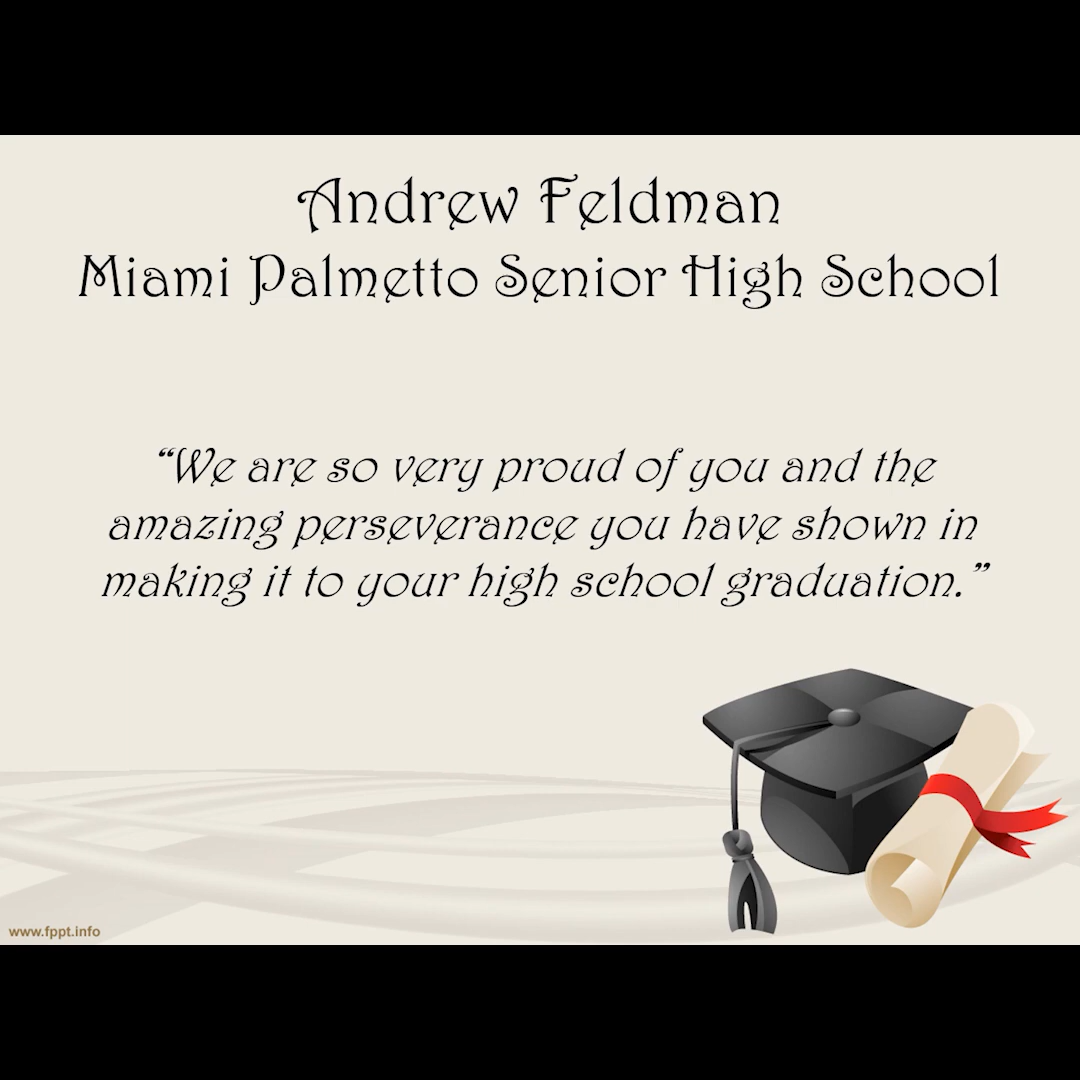 Andrew Feldman
Miami Palmetto Senior High School
“We are so very proud of you and the
amazing perseverance you have shown in
making it to your high school graduation.”
www.fppt.info